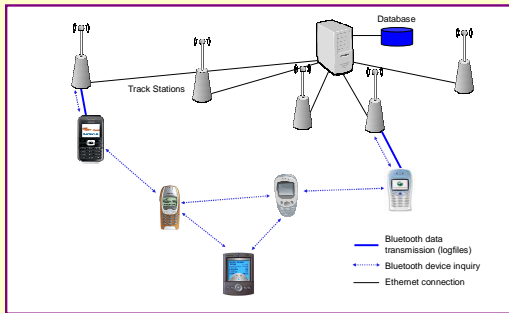 Database
Track Stations
Bluetooth data
transmission (logfiles)
Bluetooth device inquiry
Ethernet connection